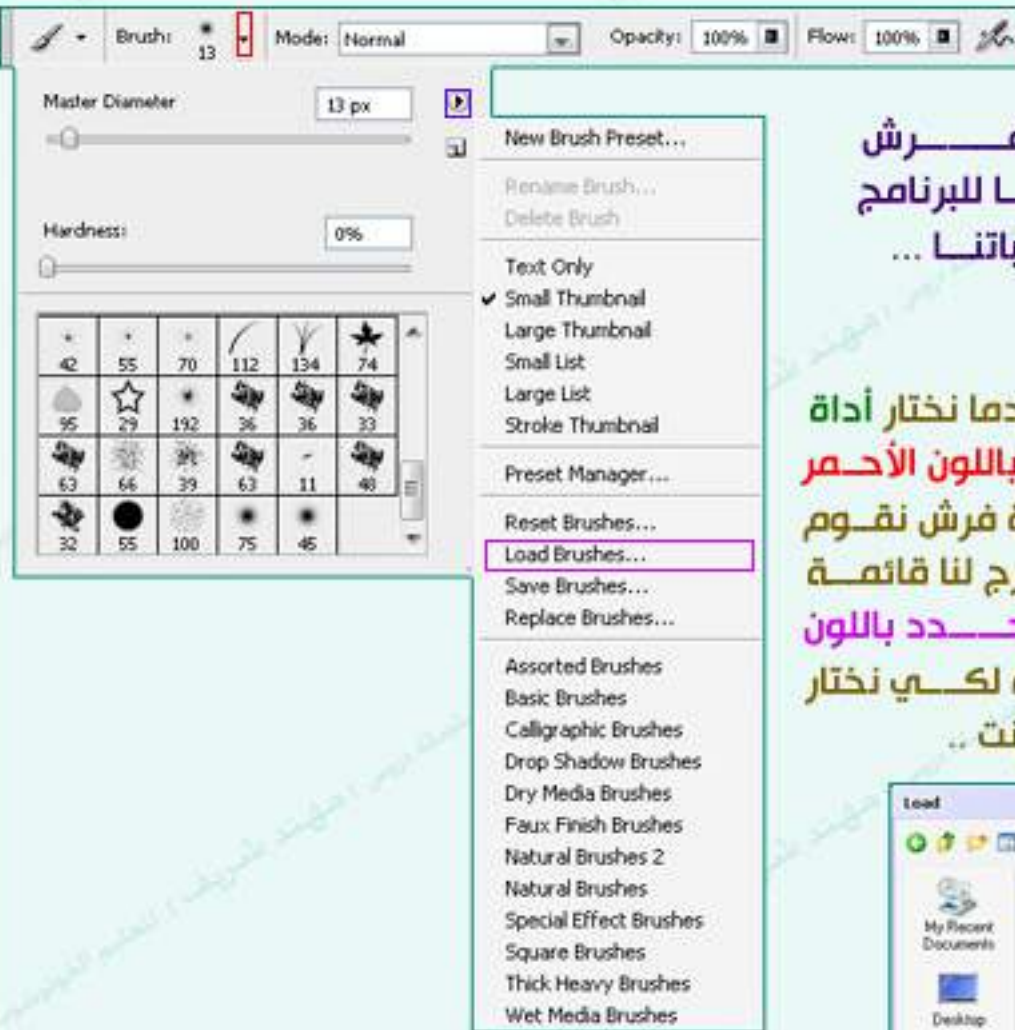 Brush: 13 Mode: Normal Opacity: 100% Flow: 100%
Master Diameter 13 px
Hardness: 0%
42 55 70 112 134 74
95 29 192 36 36 33
63 66 39 63 11 48
32 55 100 75 45
New Brush Preset...
Rename Brush...
Delete Brush
Text Only
Small Thumbnail
Large Thumbnail
Small List
Large List
Stroke Thumbnail
Preset Manager...
Reset Brushes...
Load Brushes...
Save Brushes...
Replace Brushes...
Assorted Brushes
Basic Brushes
Calligraphic Brushes
Drop Shadow Brushes
Dry Media Brushes
Faux Finish Brushes
Natural Brushes 2
Natural Brushes
Special Effect Brushes
Square Brushes
Thick Heavy Brushes
Wet Media Brushes
للبرنامج
...
نختار أداة
باللون الأحـمر
فرش نقــوم
لنا قائمــة
باللون
لكــــي نختار
..
Load
My Recent
Documents
Desktop